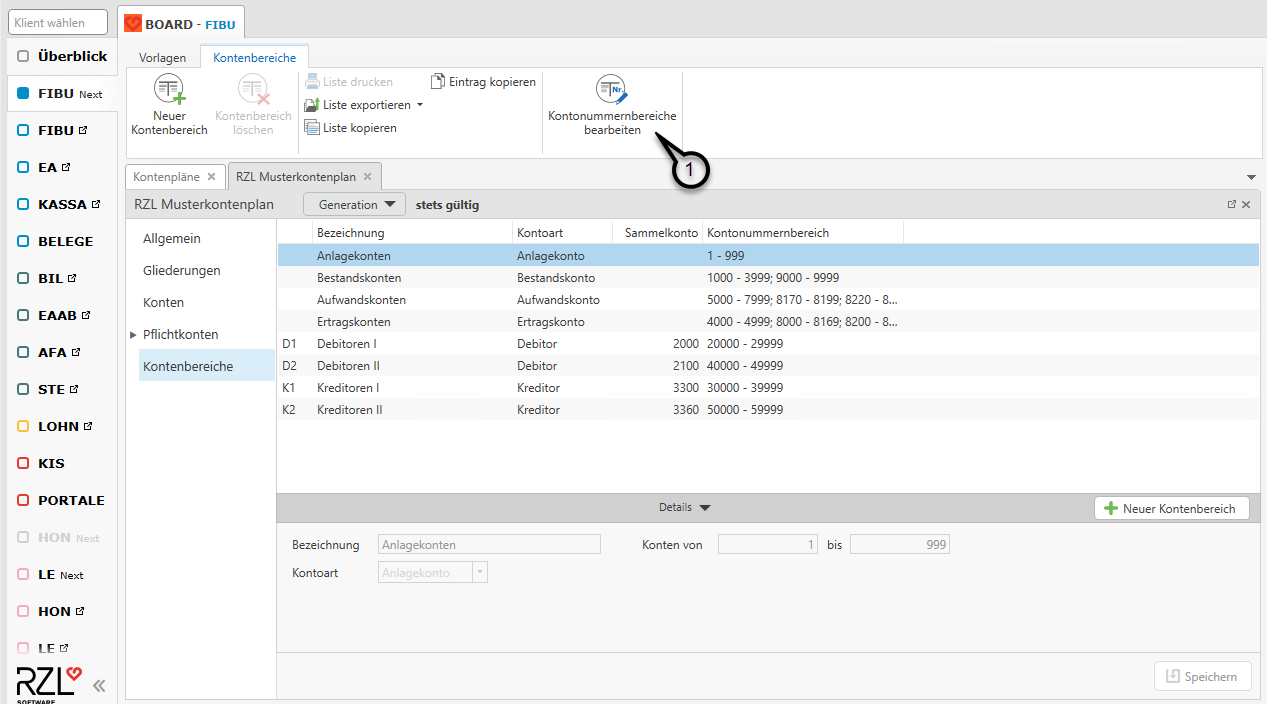 Klient wählen
BOARD - FIBU
Überblick
FIBU Next
FIBU
EA
KASSA
BELEGE
BIL
EAAB
AFA
STE
LOHN
KIS
PORTALE
HON Next
LE Next
HON
LE
RZL
SOFTWARE
Vorlagen
Kontenbereiche
Neuer
Kontenbereich
Kontenbereich
löschen
Liste drucken
Liste exportieren
Liste kopieren
Eintrag kopieren
Nr.
Kontonummernbereiche
bearbeiten
1
Kontenpläne
RZL Musterkontenplan
RZL Musterkontenplan
Generation
stets gültig
Allgemein
Gliederungen
Konten
Pflichtkonten
Kontenbereiche
Bezeichnung Kontoart Sammelkonto Kontonummernbereich
Anlagekonten Anlagekonto 1 - 999
Bestandskonten Bestandskonto 1000 - 3999; 9000 - 9999
Aufwandskonten Aufwandskonto 5000 - 7999; 8170 - 8199; 8220 - 8...
Ertragskonten Ertragskonto 4000 - 4999; 8000 - 8169; 8200 - 8...
D1 Debitoren I Debitor 2000 20000 - 29999
D2 Debitoren II Debitor 2100 40000 - 49999
K1 Kreditoren I Kreditor 3300 30000 - 39999
K2 Kreditoren II Kreditor 3360 50000 - 59999
Details
Neuer Kontenbereich
Bezeichnung Anlagekonten Konten von 1 bis 999
Kontoart Anlagekonto
Speichern